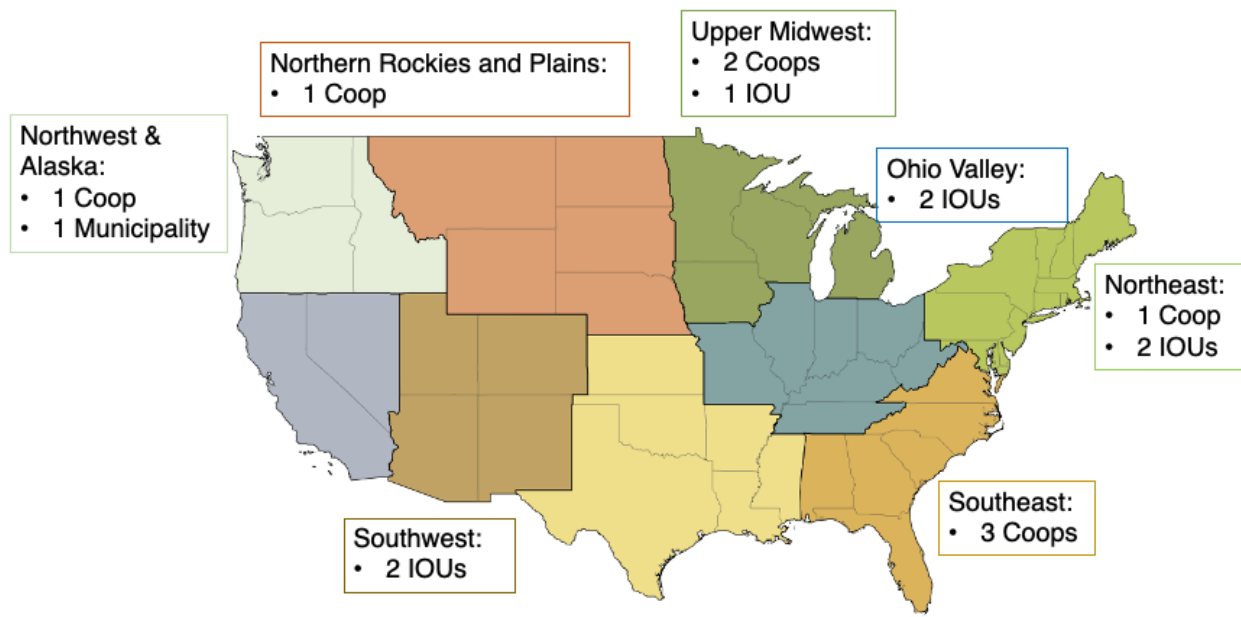 Upper Midwest:
• 2 Coops
• 1 IOU
Northern Rockies and Plains:
• 1 Coop
Northwest &
Alaska:
• 1 Coop
• 1 Municipality
Ohio Valley:
• 2 IOUs
Northeast:
• 1 Coop
• 2 IOUs
Southeast:
• 3 Coops
Southwest:
• 2 IOUs